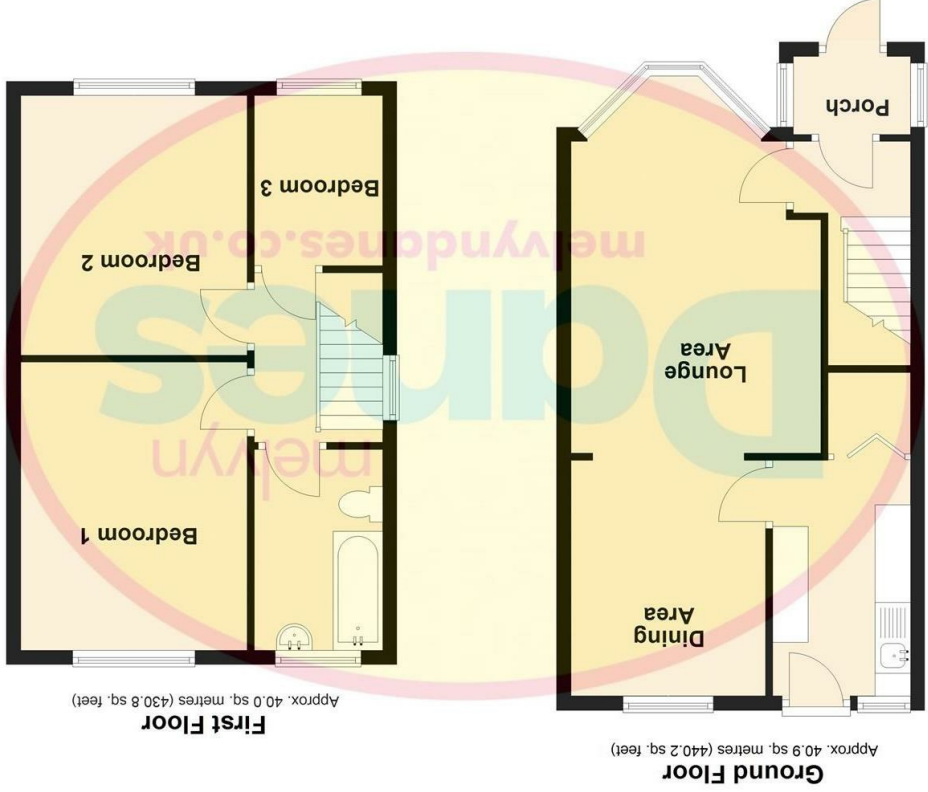 Ground Floor
Approx. 40.9 sq. metres (440.2 sq. feet)
Dining
Area
Lounge
Area
Porch
First Floor
Approx. 40.0 sq. metres (430.8 sq. feet)
Bedroom 1
Bedroom 2
Bedroom 3
melvyn
Danes
melvyndanes.co.uk